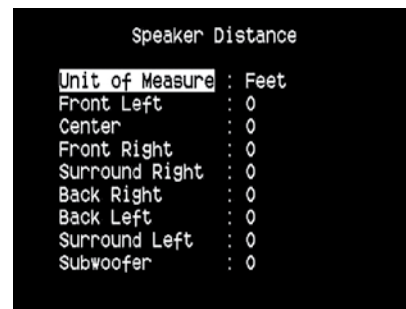 Speaker Distance
Unit of Measure : Feet
Front Left : 0
Center : 0
Front Right : 0
Surround Right : 0
Back Right : 0
Back Left : 0
Surround Left : 0
Subwoofer : 0